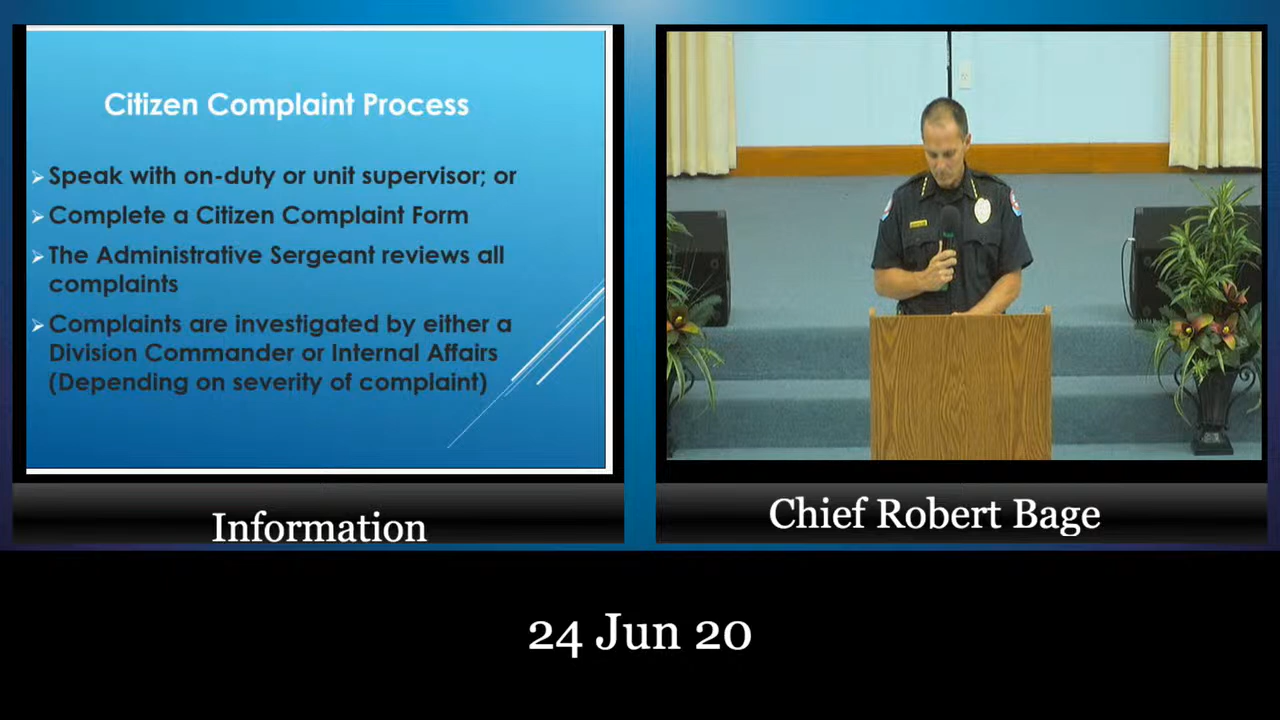 Citizen Complaint Process
Speak with on-duty or unit supervisor; or
Complete a Citizen Complaint Form
The Administrative Sergeant reviews all
complaints
Complaints are investigated by either a
Division Commander or Internal Affairs
(Depending on severity of complaint)
Information
Chief Robert Bage
24 Jun 20